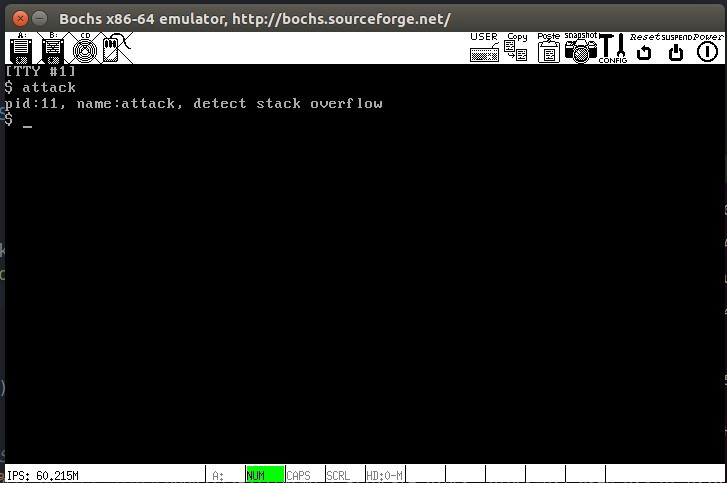 Bochs x86-64 emulator, http://bochs.sourceforge.net/
A: B: CD USER Copy Paste snapshot CONFIG Reset SUSPEND Power
[TTY #1]
$ attack
pid:11, name:attack, detect stack overflow
$ _
IPS: 60.215M A: NUM CAPS SCRL HD:0-M